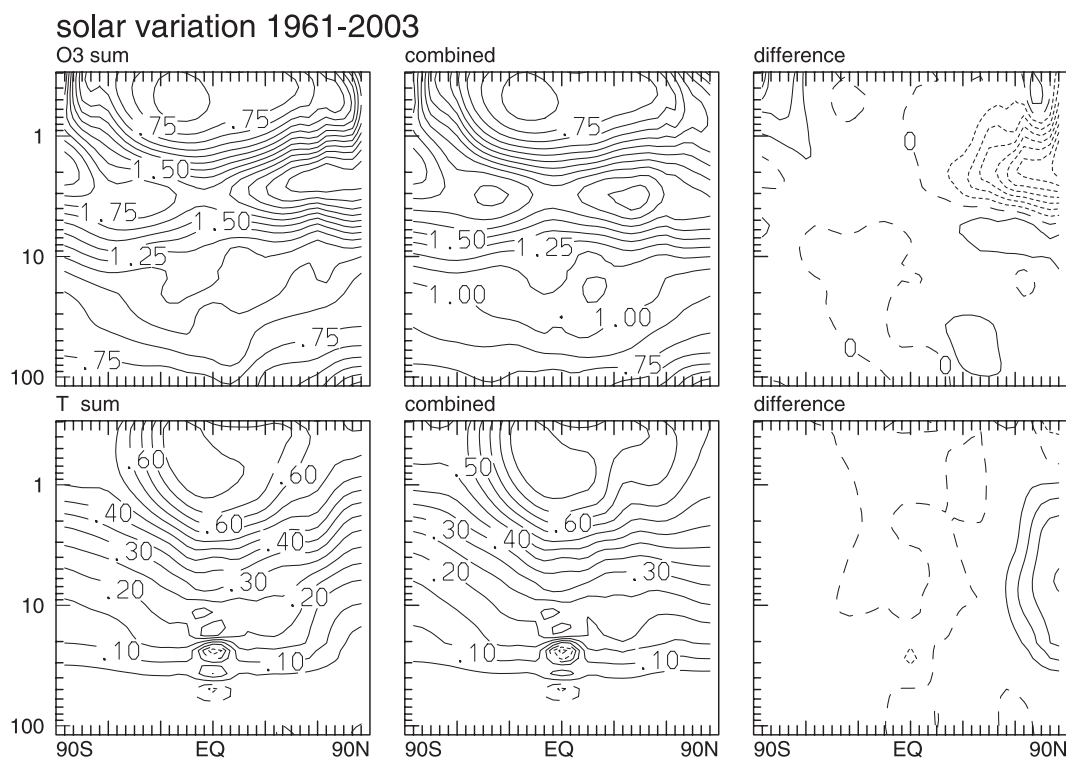 solar variation 1961-2003
O3 sum combined difference
.75 .75 .75
1 0
1.50
1.75 1.50
1.50 1.25
10 1.25
1.00 1.00
.75 .75
.75 0 0
100
T sum combined difference
.60 .60 .50
1
.40 .60 .60
.40 .30 .40
.30 .30 .20 .30
.20 .20
10
.10 .10 .10 .10
100
90S EQ 90N 90S EQ 90N 90S EQ 90N